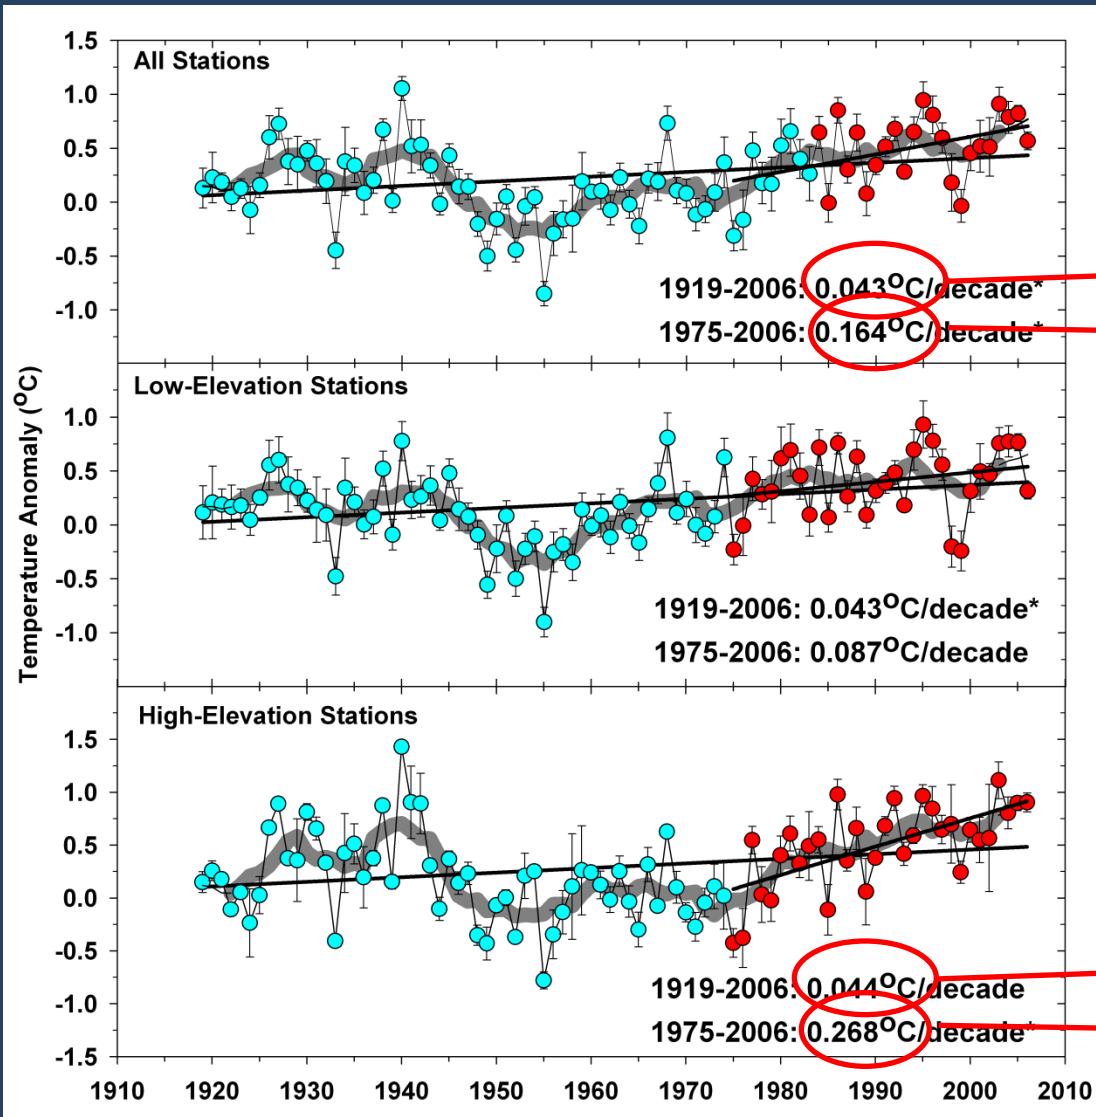 1.5
All Stations
1.0
0.5
0.0
-0.5
1919-2006: 0.043°C/decade*
-1.0
1975-2006: 0.164°C/decade*
Temperature Anomaly (°C)
Low-Elevation Stations
1.0
0.5
0.0
-0.5
1919-2006: 0.043°C/decade*
-1.0
1975-2006: 0.087°C/decade
High-Elevation Stations
1.5
1.0
0.5
0.0
-0.5
1919-2006: 0.044°C/decade
-1.0
1975-2006: 0.268°C/decade*
-1.5
1910 1920 1930 1940 1950 1960 1970 1980 1990 2000 2010